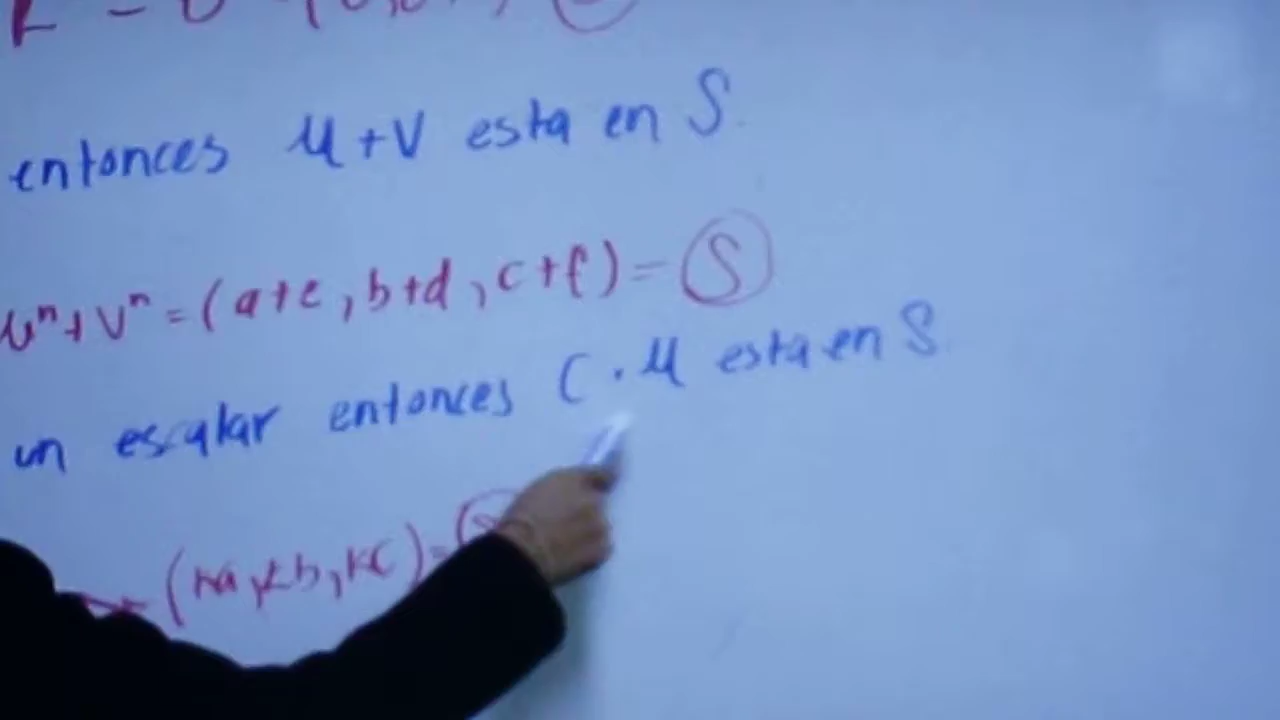 entonces u+v esta en S.
uⁿ+vⁿ=(a+e, b+d, c+f)= S
un escalar entonces C·u esta en S.
(ka, kb, kc)=